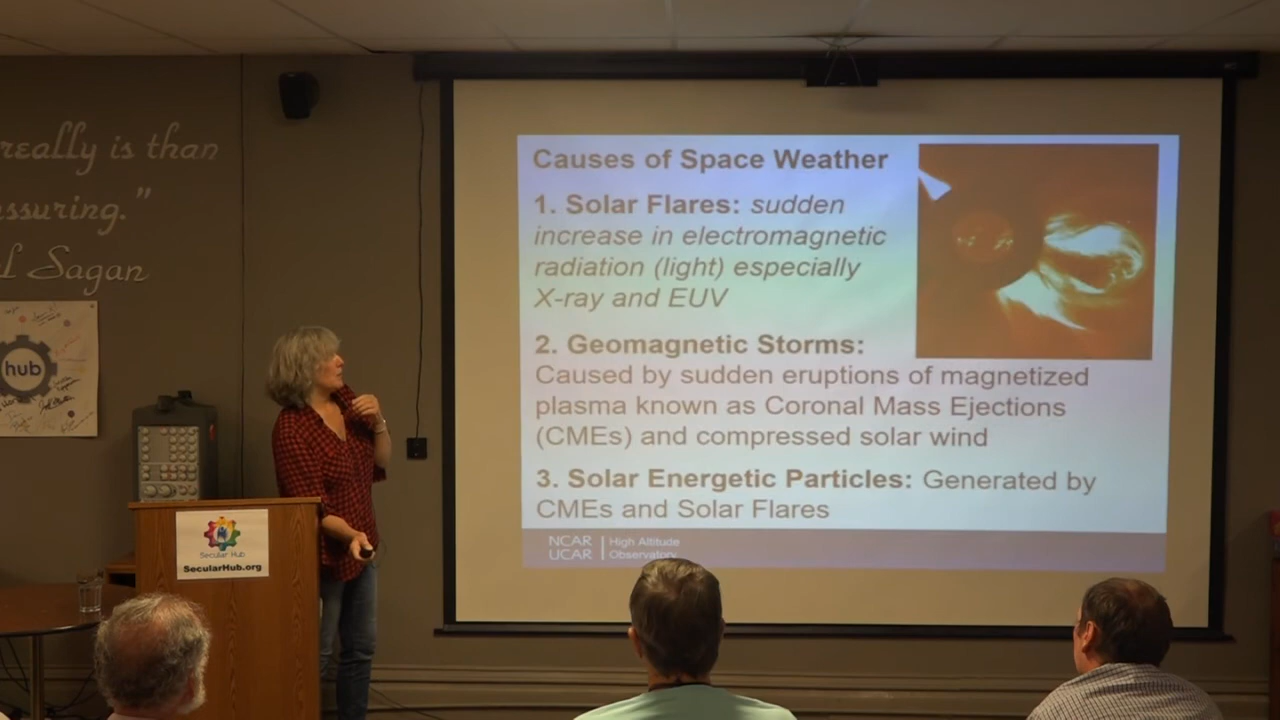 really is than
ssuring."
Sagan
hub
Secular Hub
SecularHub.org
Causes of Space Weather
1. Solar Flares: sudden
increase in electromagnetic
radiation (light) especially
X-ray and EUV
2. Geomagnetic Storms:
Caused by sudden eruptions of magnetized
plasma known as Coronal Mass Ejections
(CMEs) and compressed solar wind
3. Solar Energetic Particles: Generated by
CMEs and Solar Flares
NCAR
UCAR
High Altitude
Observatory